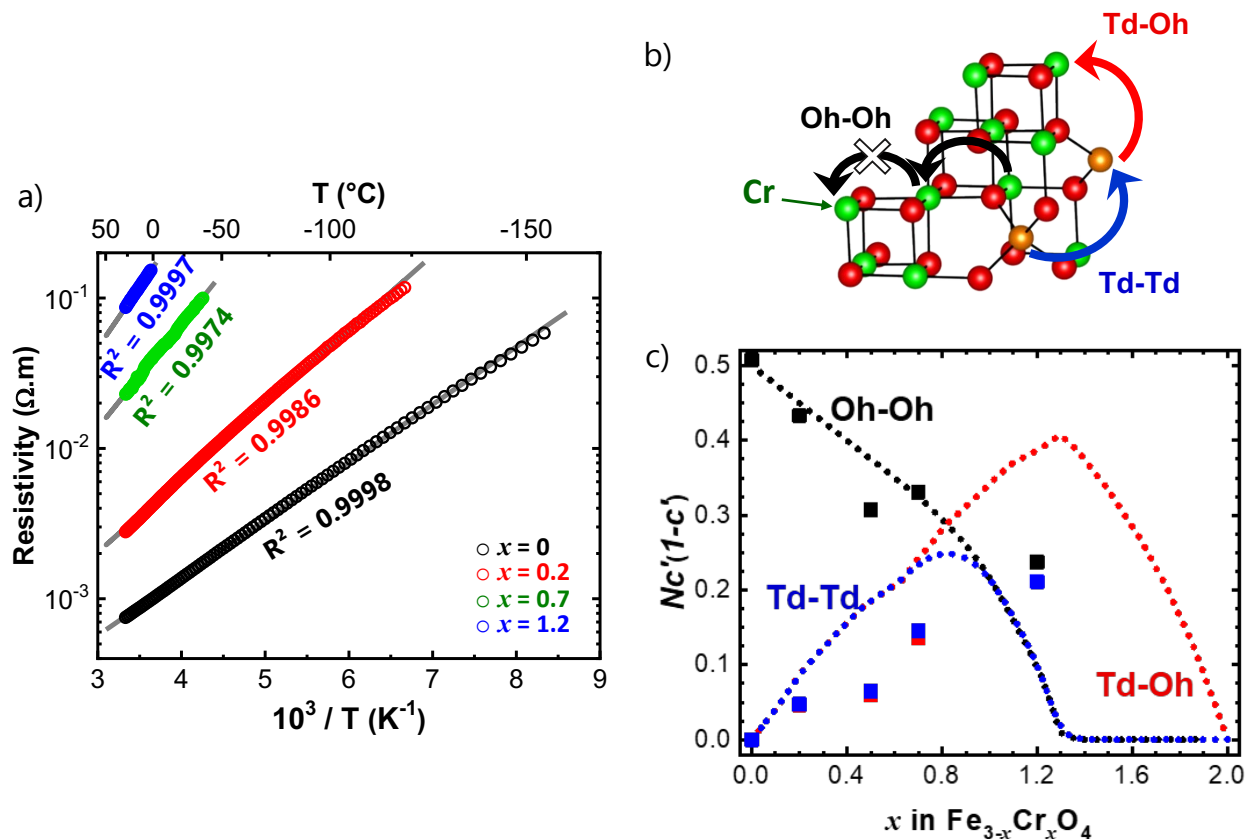 a)
T (°C)
50 0 -50 -100 -150
10⁻¹
10⁻²
10⁻³
Resistivity (Ω.m)
R² = 0.9997
R² = 0.9974
R² = 0.9986
R² = 0.9998
x = 0
x = 0.2
x = 0.7
x = 1.2
3 4 5 6 7 8 9
10³ / T (K⁻¹)
b)
Td-Oh
Oh-Oh
Cr
Td-Td
c)
0.5
0.4
0.3
0.2
0.1
0.0
Nc'(1-c')
Oh-Oh
Td-Td
Td-Oh
0.0 0.4 0.8 1.2 1.6 2.0
x in Fe₃₋ₓCrₓO₄